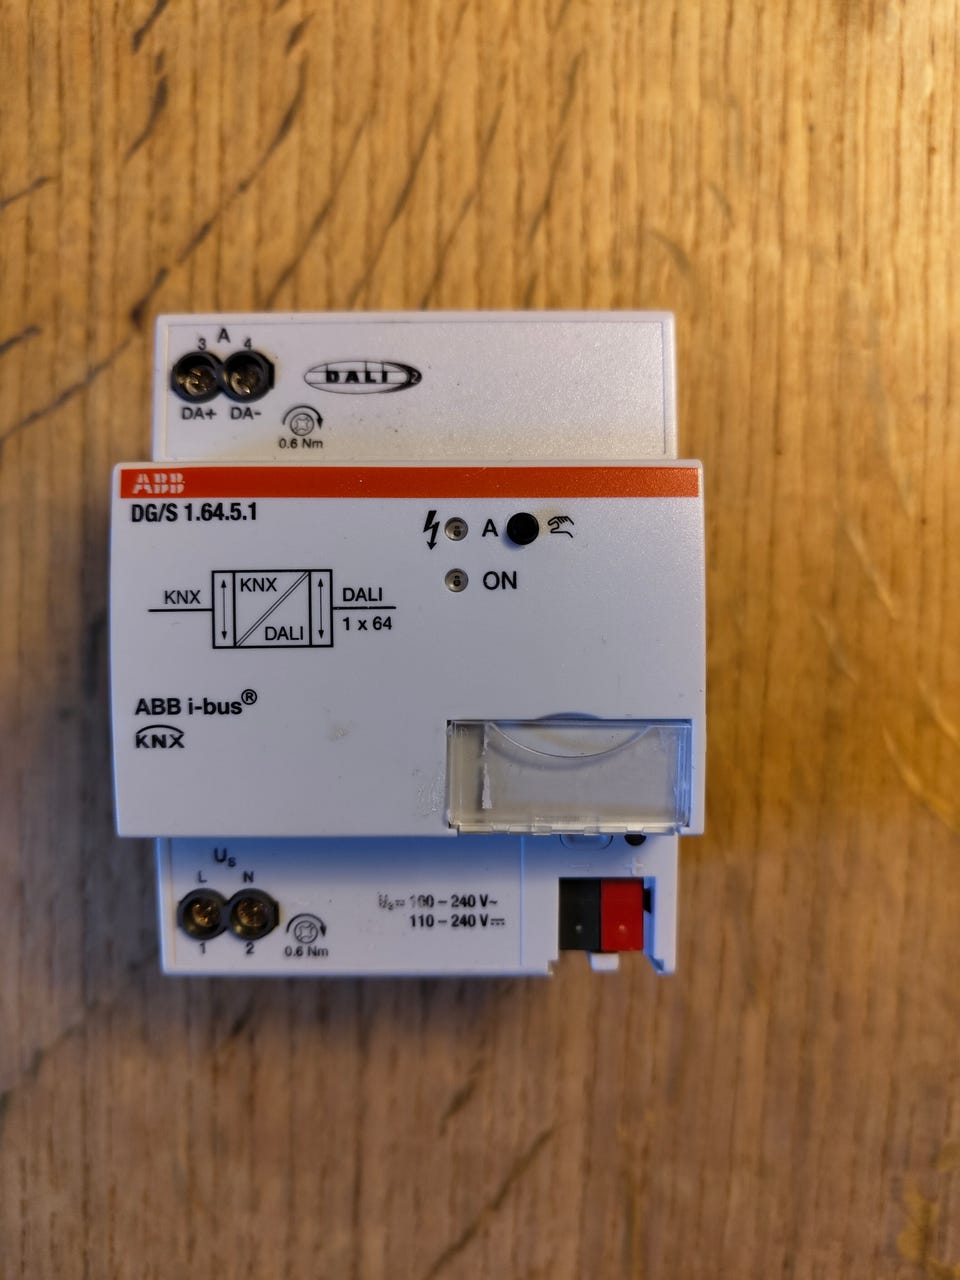 A
3 4
DALI 2
DA+ DA-
0.6 Nm
ABB
DG/S 1.64.5.1
A
ON
KNX
KNX
DALI
DALI
1 x 64
ABB i-bus®
KNX
Us
L N
Us= 100 – 240 V~
110 – 240 V⎓
1 2
0.6 Nm
– +